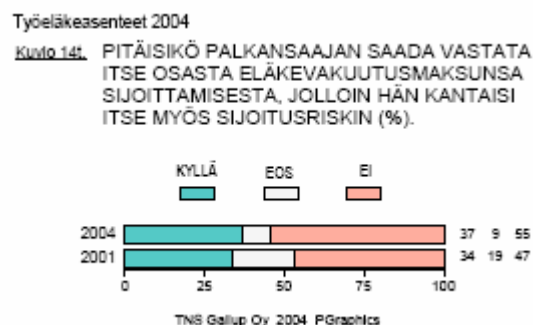 Työeläkeasenteet 2004
Kuvio 14t. PITÄISIKÖ PALKANSAAJAN SAADA VASTATA
ITSE OSASTA ELÄKEVAKUUTUSMAKSUNSA
SIJOITTAMISESTA, JOLLOIN HÄN KANTAISI
ITSE MYÖS SIJOITUSRISKIN (%).
KYLLÄ EOS EI
2004 37 9 55
2001 34 19 47
0 25 50 75 100
TNS Gallup Oy 2004 PGraphics